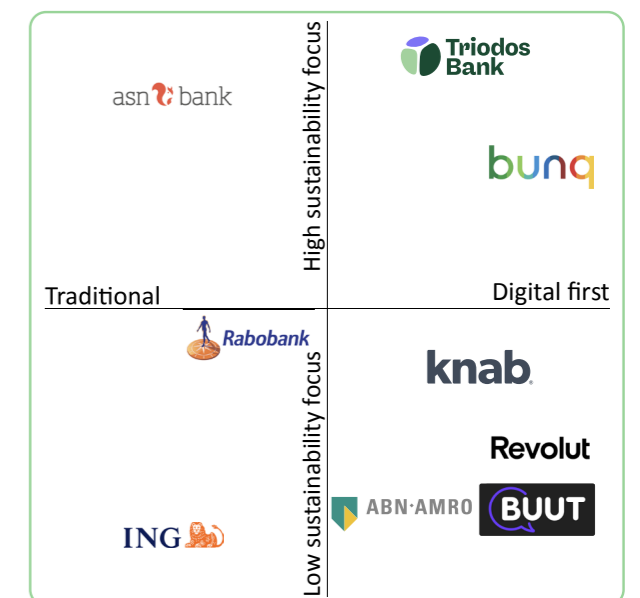 High sustainability focus
Triodos
Bank
asn bank
bunq
Traditional
Digital first
Rabobank
Low sustainability focus
knab.
Revolut
ABN·AMRO
BUUT
ING